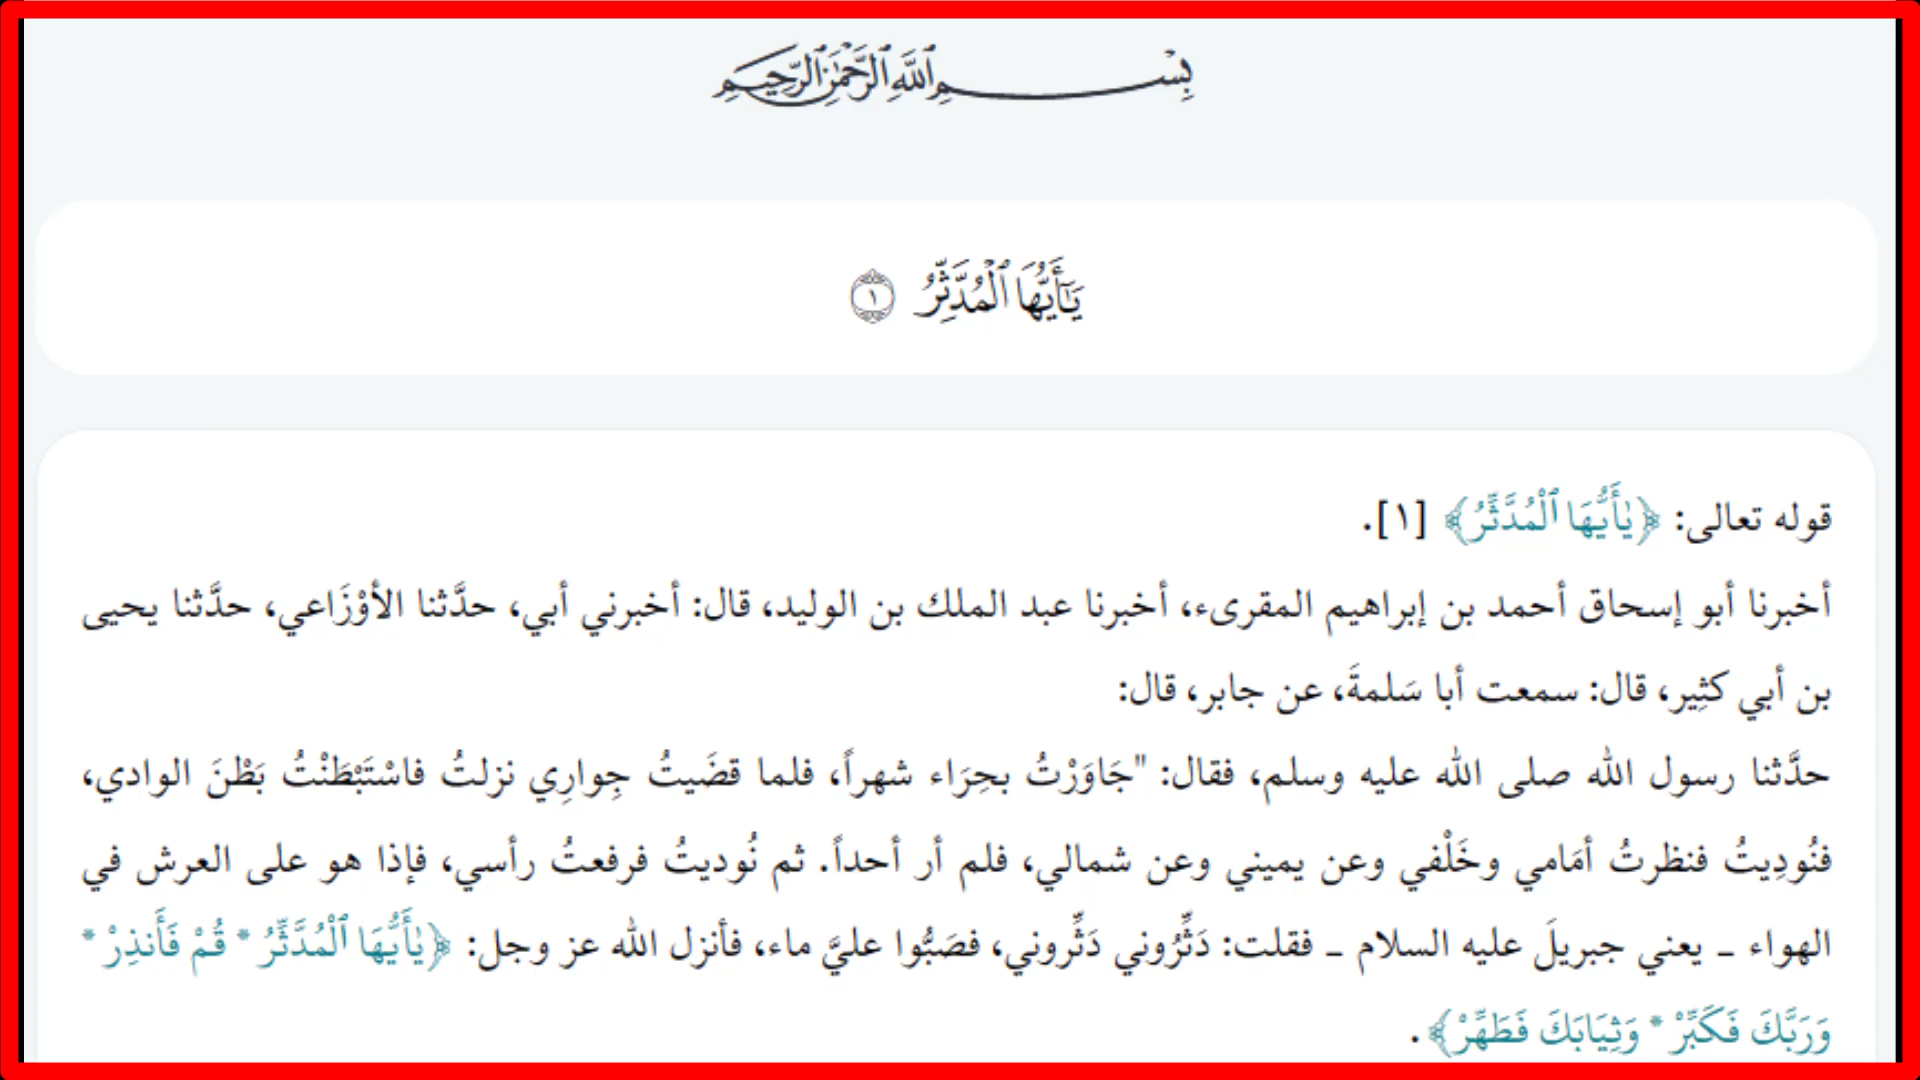 بِسْمِ ٱللَّهِ ٱلرَّحْمَٰنِ ٱلرَّحِيمِ
يَٰٓأَيُّهَا ٱلْمُدَّثِّرُ ١
قوله تعالى: ﴿يٰأَيُّهَا ٱلْمُدَّثِّرُ﴾ [١].
أخبرنا أبو إسحاق أحمد بن إبراهيم المقرىء، أخبرنا عبد الملك بن الوليد، قال: أخبرني أبي، حدَّثنا الأوْزَاعي، حدَّثنا يحيى
بن أبي كثِير، قال: سمعت أبا سَلمةَ، عن جابر، قال:
حدَّثنا رسول الله صلى الله عليه وسلم، فقال: "جَاوَرْتُ بحِرَاء شهراً، فلما قضَيتُ جِوارِي نزلتُ فاسْتَبْطَنْتُ بَطْنَ الوادي،
فنُودِيتُ فنظرتُ أمَامي وخَلْفي وعن يميني وعن شمالي، فلم أر أحداً. ثم نُوديتُ فرفعتُ رأسي، فإذا هو على العرش في
الهواء ـ يعني جبريلَ عليه السلام ـ فقلت: دَثِّرُوني دَثِّروني، فصَبُّوا عليَّ ماء، فأنزل الله عز وجل: ﴿يٰأَيُّهَا ٱلْمُدَّثِّرُ * قُمْ فَأَنذِرْ *
وَرَبَّكَ فَكَبِّرْ * وَثِيَابَكَ فَطَهِّرْ﴾.